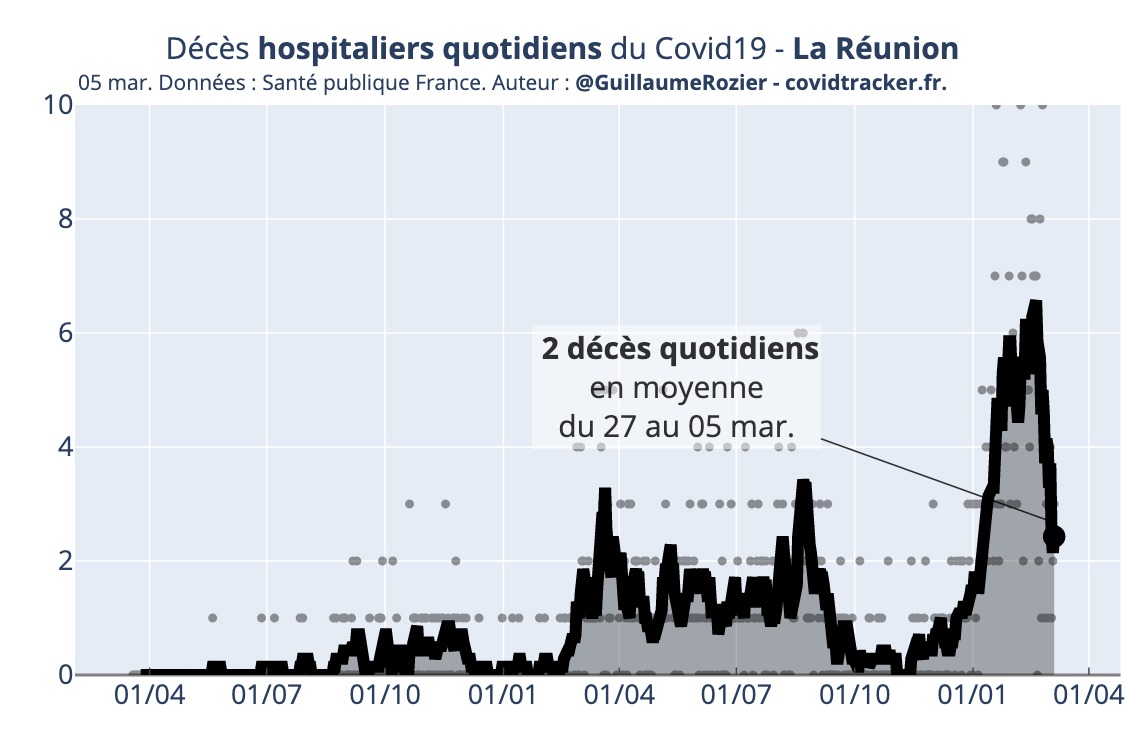 Décès hospitaliers quotidiens du Covid19 - La Réunion
05 mar. Données : Santé publique France. Auteur : @GuillaumeRozier - covidtracker.fr.
10
8
6
4
2
0
2 décès quotidiens
en moyenne
du 27 au 05 mar.
01/04 01/07 01/10 01/01 01/04 01/07 01/10 01/01 01/04